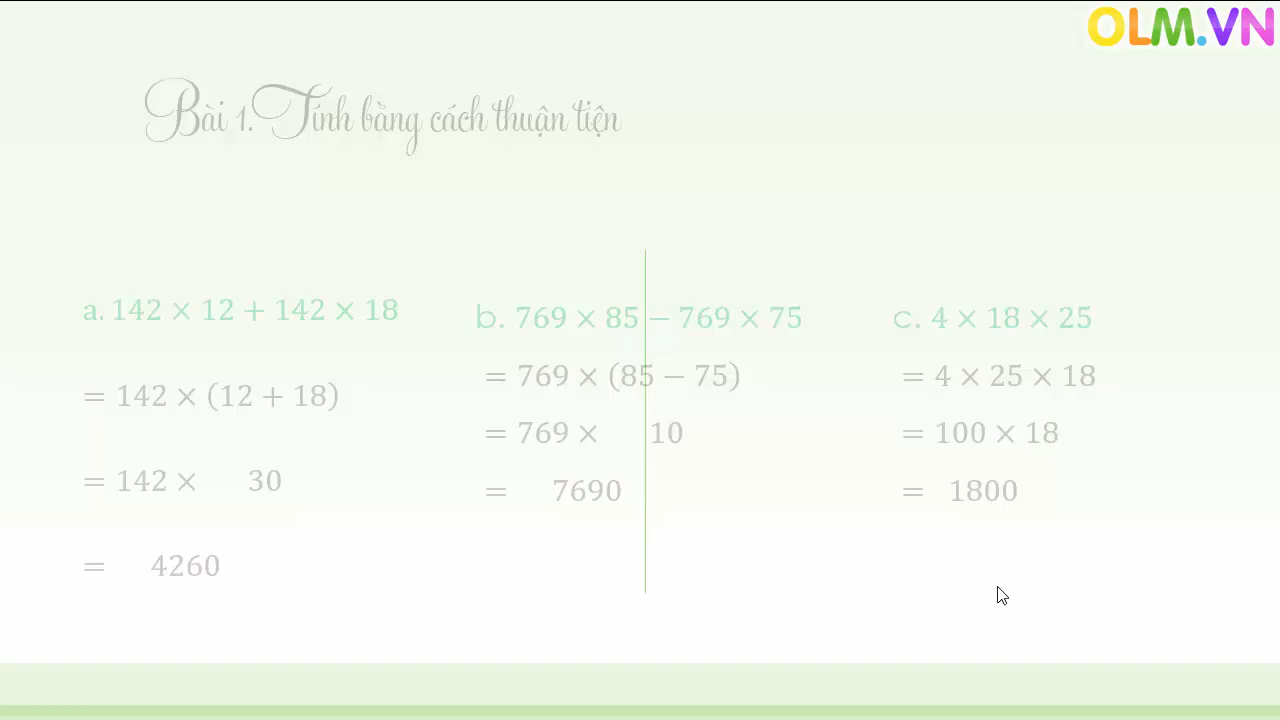 OLM.VN
Bài 1. Tính bằng cách thuận tiện
a. 142 × 12 + 142 × 18
= 142 × (12 + 18)
= 142 × 30
= 4260
b. 769 × 85 − 769 × 75
= 769 × (85 − 75)
= 769 × 10
= 7690
c. 4 × 18 × 25
= 4 × 25 × 18
= 100 × 18
= 1800